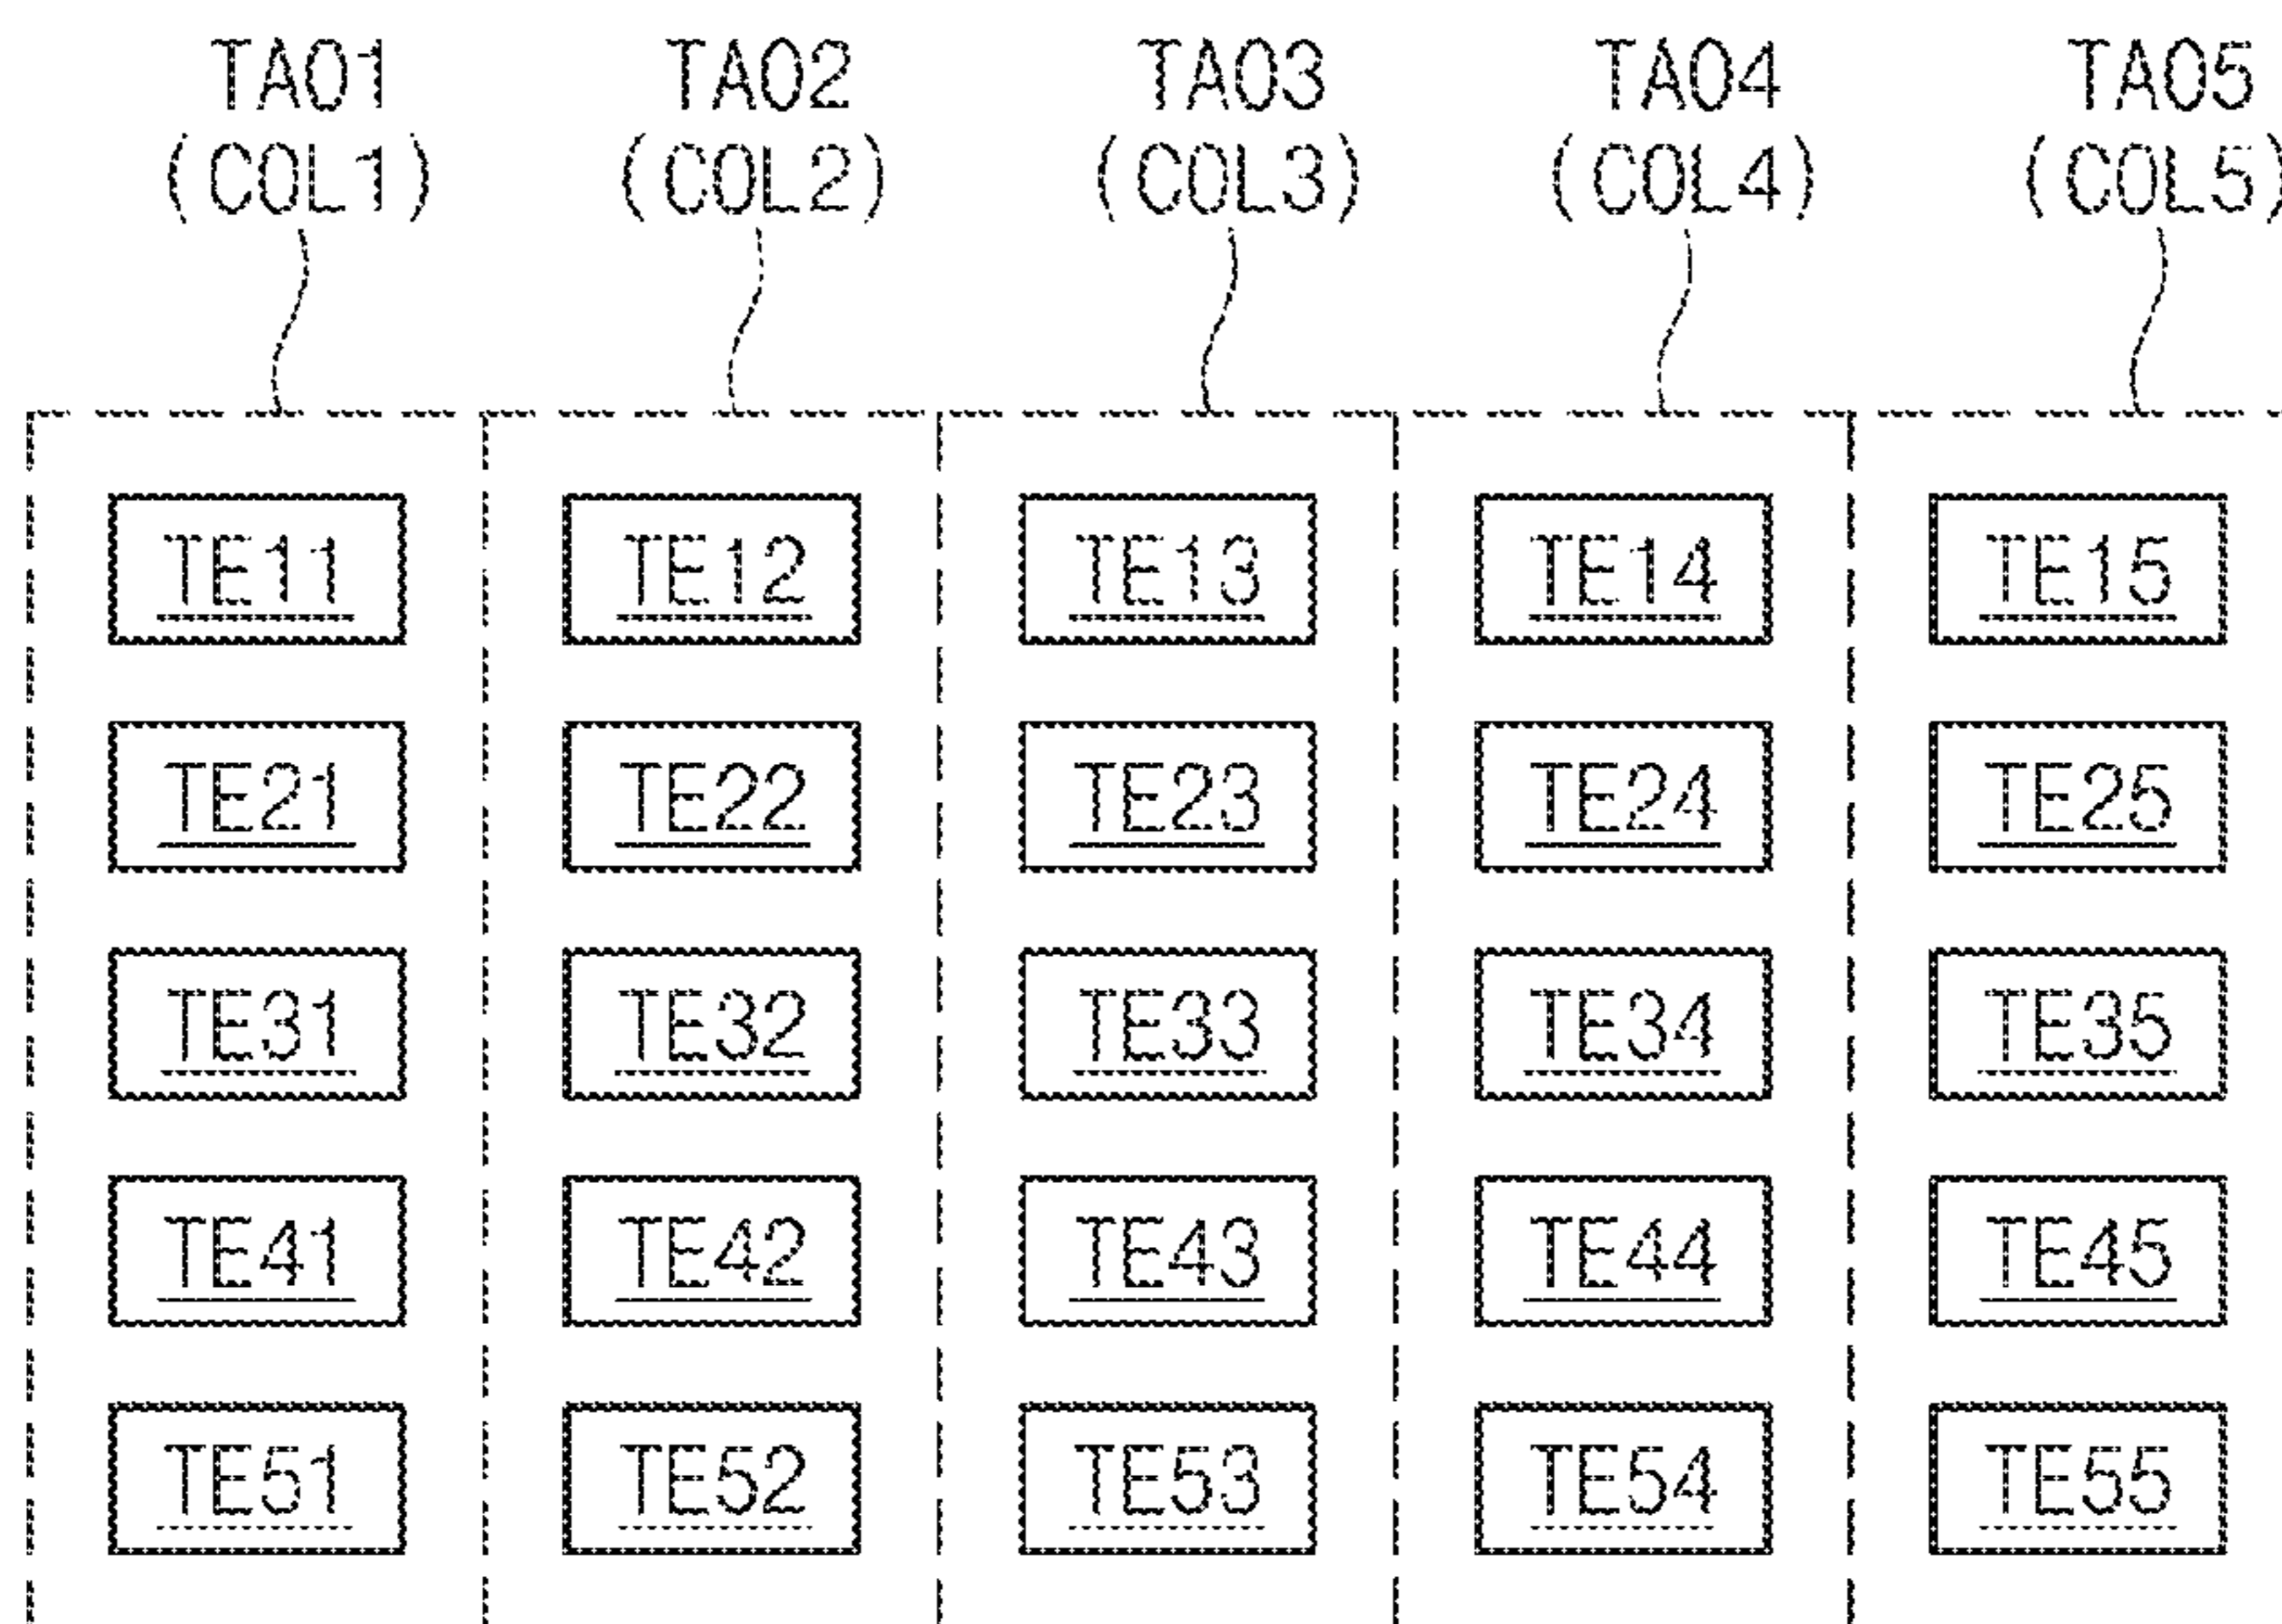 TA01 TA02 TA03 TA04 TA05
(COL1) (COL2) (COL3) (COL4) (COL5)
TE11 TE12 TE13 TE14 TE15
TE21 TE22 TE23 TE24 TE25
TE31 TE32 TE33 TE34 TE35
TE41 TE42 TE43 TE44 TE45
TE51 TE52 TE53 TE54 TE55